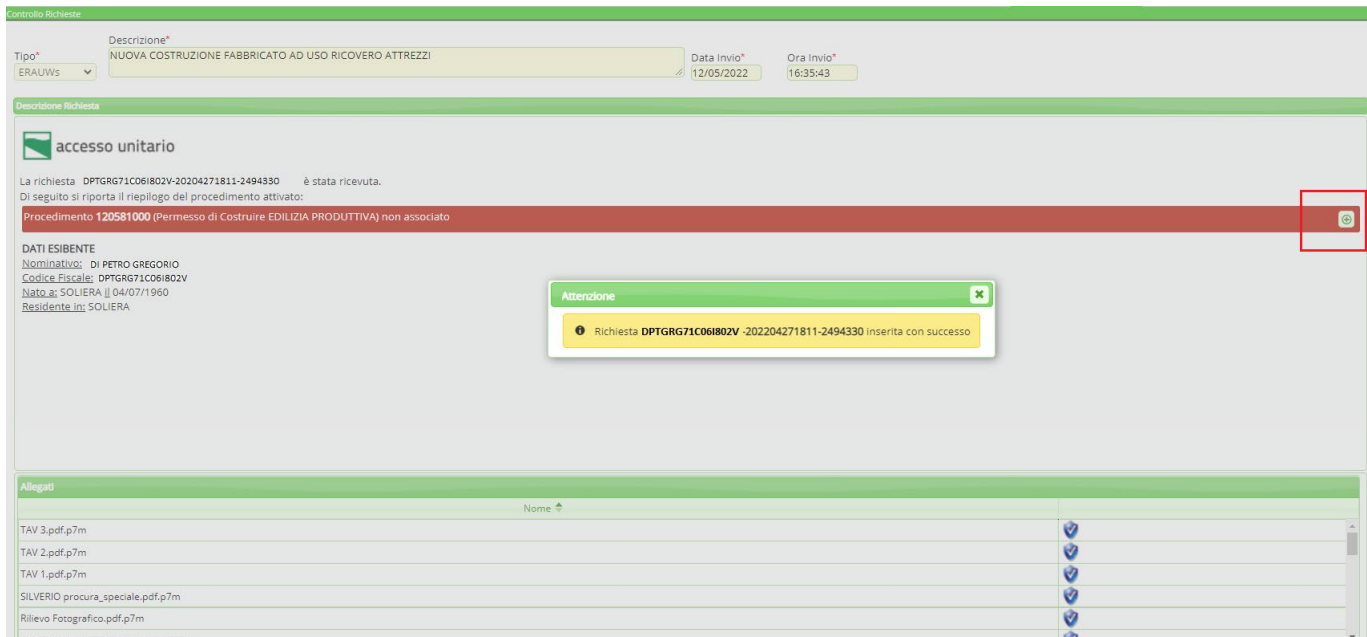 Controllo Richieste
Descrizione*
Tipo*
NUOVA COSTRUZIONE FABBRICATO AD USO RICOVERO ATTREZZI
Data Invio*
Ora Invio*
ERAUWs
12/05/2022
16:35:43
Descrizione Richiesta
accesso unitario
La richiesta DPTGRG71C06I802V-20204271811-2494330 è stata ricevuta.
Di seguito si riporta il riepilogo del procedimento attivato:
Procedimento 120581000 (Permesso di Costruire EDILIZIA PRODUTTIVA) non associato
DATI ESIBENTE
Nominativo: DI PETRO GREGORIO
Codice Fiscale: DPTGRG71C06I802V
Nato a: SOLIERA il 04/07/1960
Residente in: SOLIERA
Attenzione
Richiesta DPTGRG71C06I802V -202204271811-2494330 inserita con successo
Allegati
Nome
TAV 3.pdf.p7m
TAV 2.pdf.p7m
TAV 1.pdf.p7m
SILVERIO procura_speciale.pdf.p7m
Rilievo Fotografico.pdf.p7m